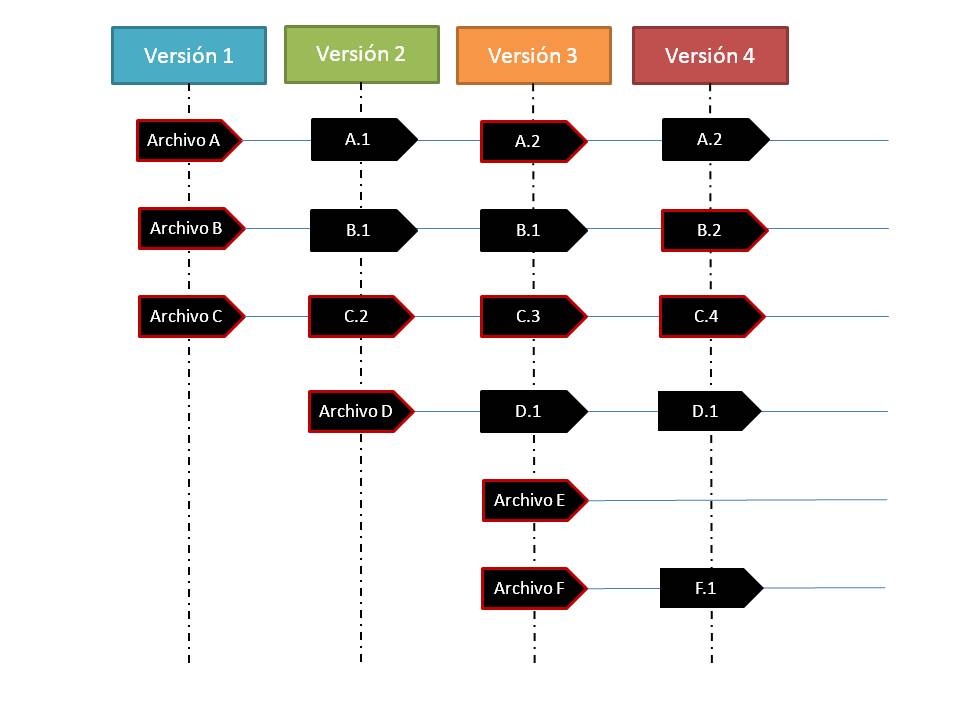 Versión 1
Versión 2
Versión 3
Versión 4
Archivo A
A.1
A.2
A.2
Archivo B
B.1
B.1
B.2
Archivo C
C.2
C.3
C.4
Archivo D
D.1
D.1
Archivo E
Archivo F
F.1